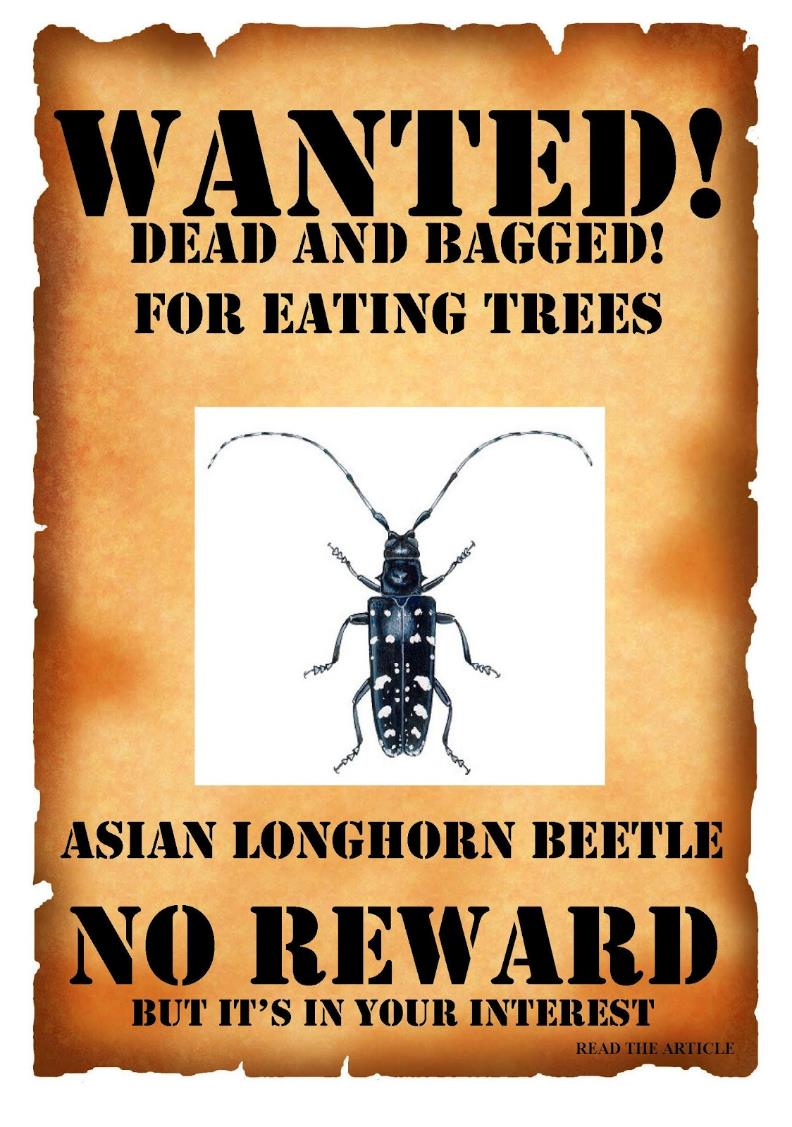 WANTED!
DEAD AND BAGGED!
FOR EATING TREES
ASIAN LONGHORN BEETLE
NO REWARD
BUT IT'S IN YOUR INTEREST
READ THE ARTICLE